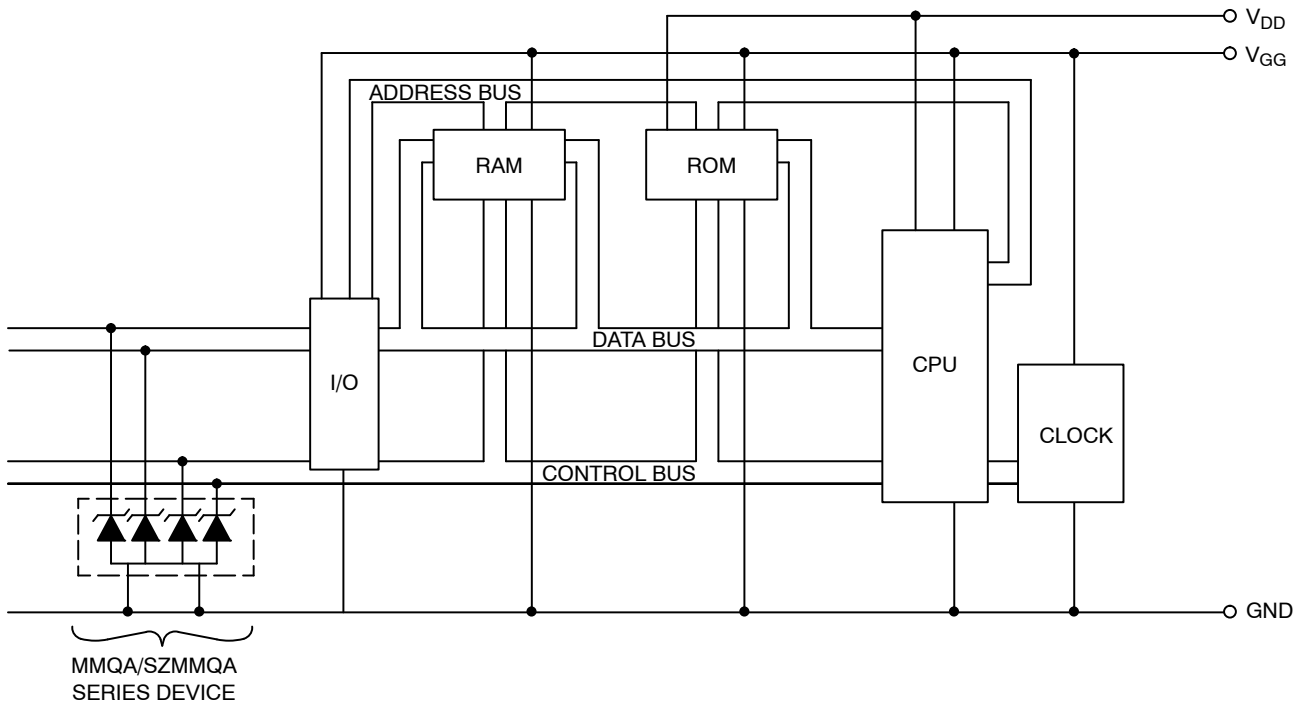 V_DD
V_GG
ADDRESS BUS
RAM
ROM
DATA BUS
CPU
I/O
CLOCK
CONTROL BUS
GND
MMQA/SZMMQA
SERIES DEVICE